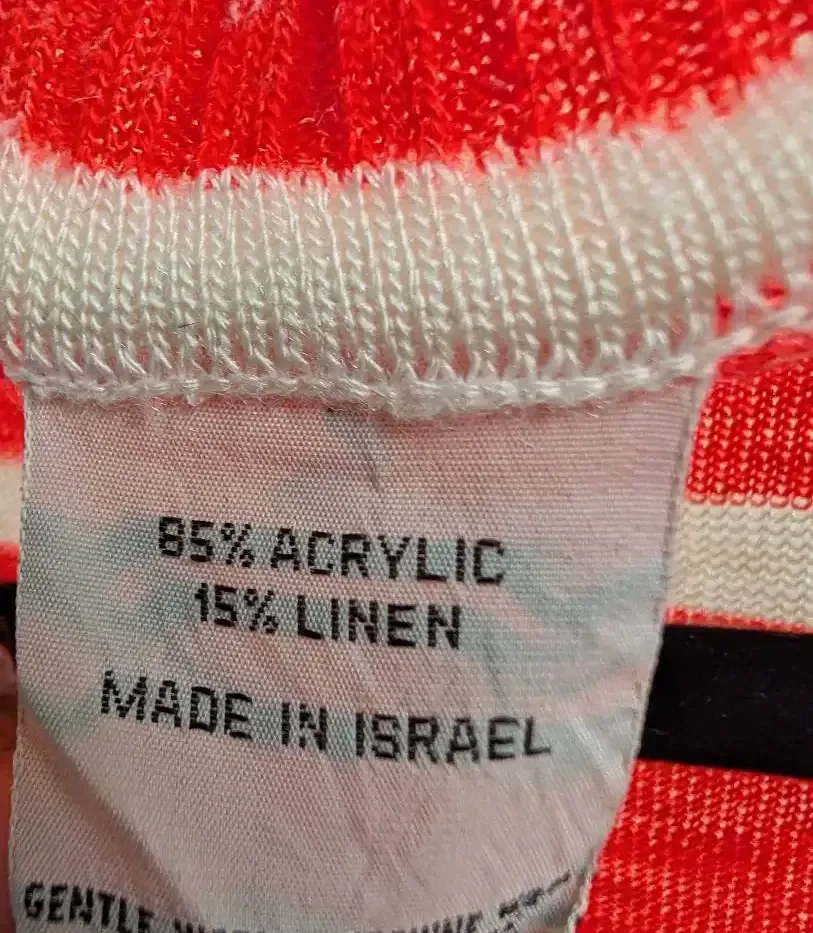 85% ACRYLIC
15% LINEN
MADE IN ISRAEL
GENTLE